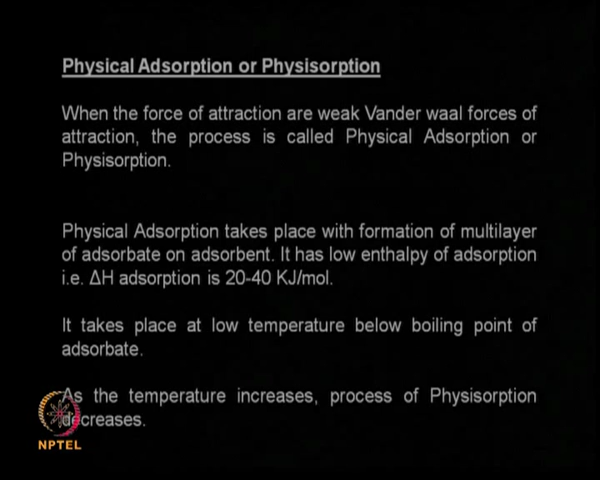 Physical Adsorption or Physisorption
When the force of attraction are weak Vander waal forces of
attraction, the process is called Physical Adsorption or
Physisorption.
Physical Adsorption takes place with formation of multilayer
of adsorbate on adsorbent. It has low enthalpy of adsorption
i.e. ΔH adsorption is 20-40 KJ/mol.
It takes place at low temperature below boiling point of
adsorbate.
As the temperature increases, process of Physisorption
decreases.
NPTEL